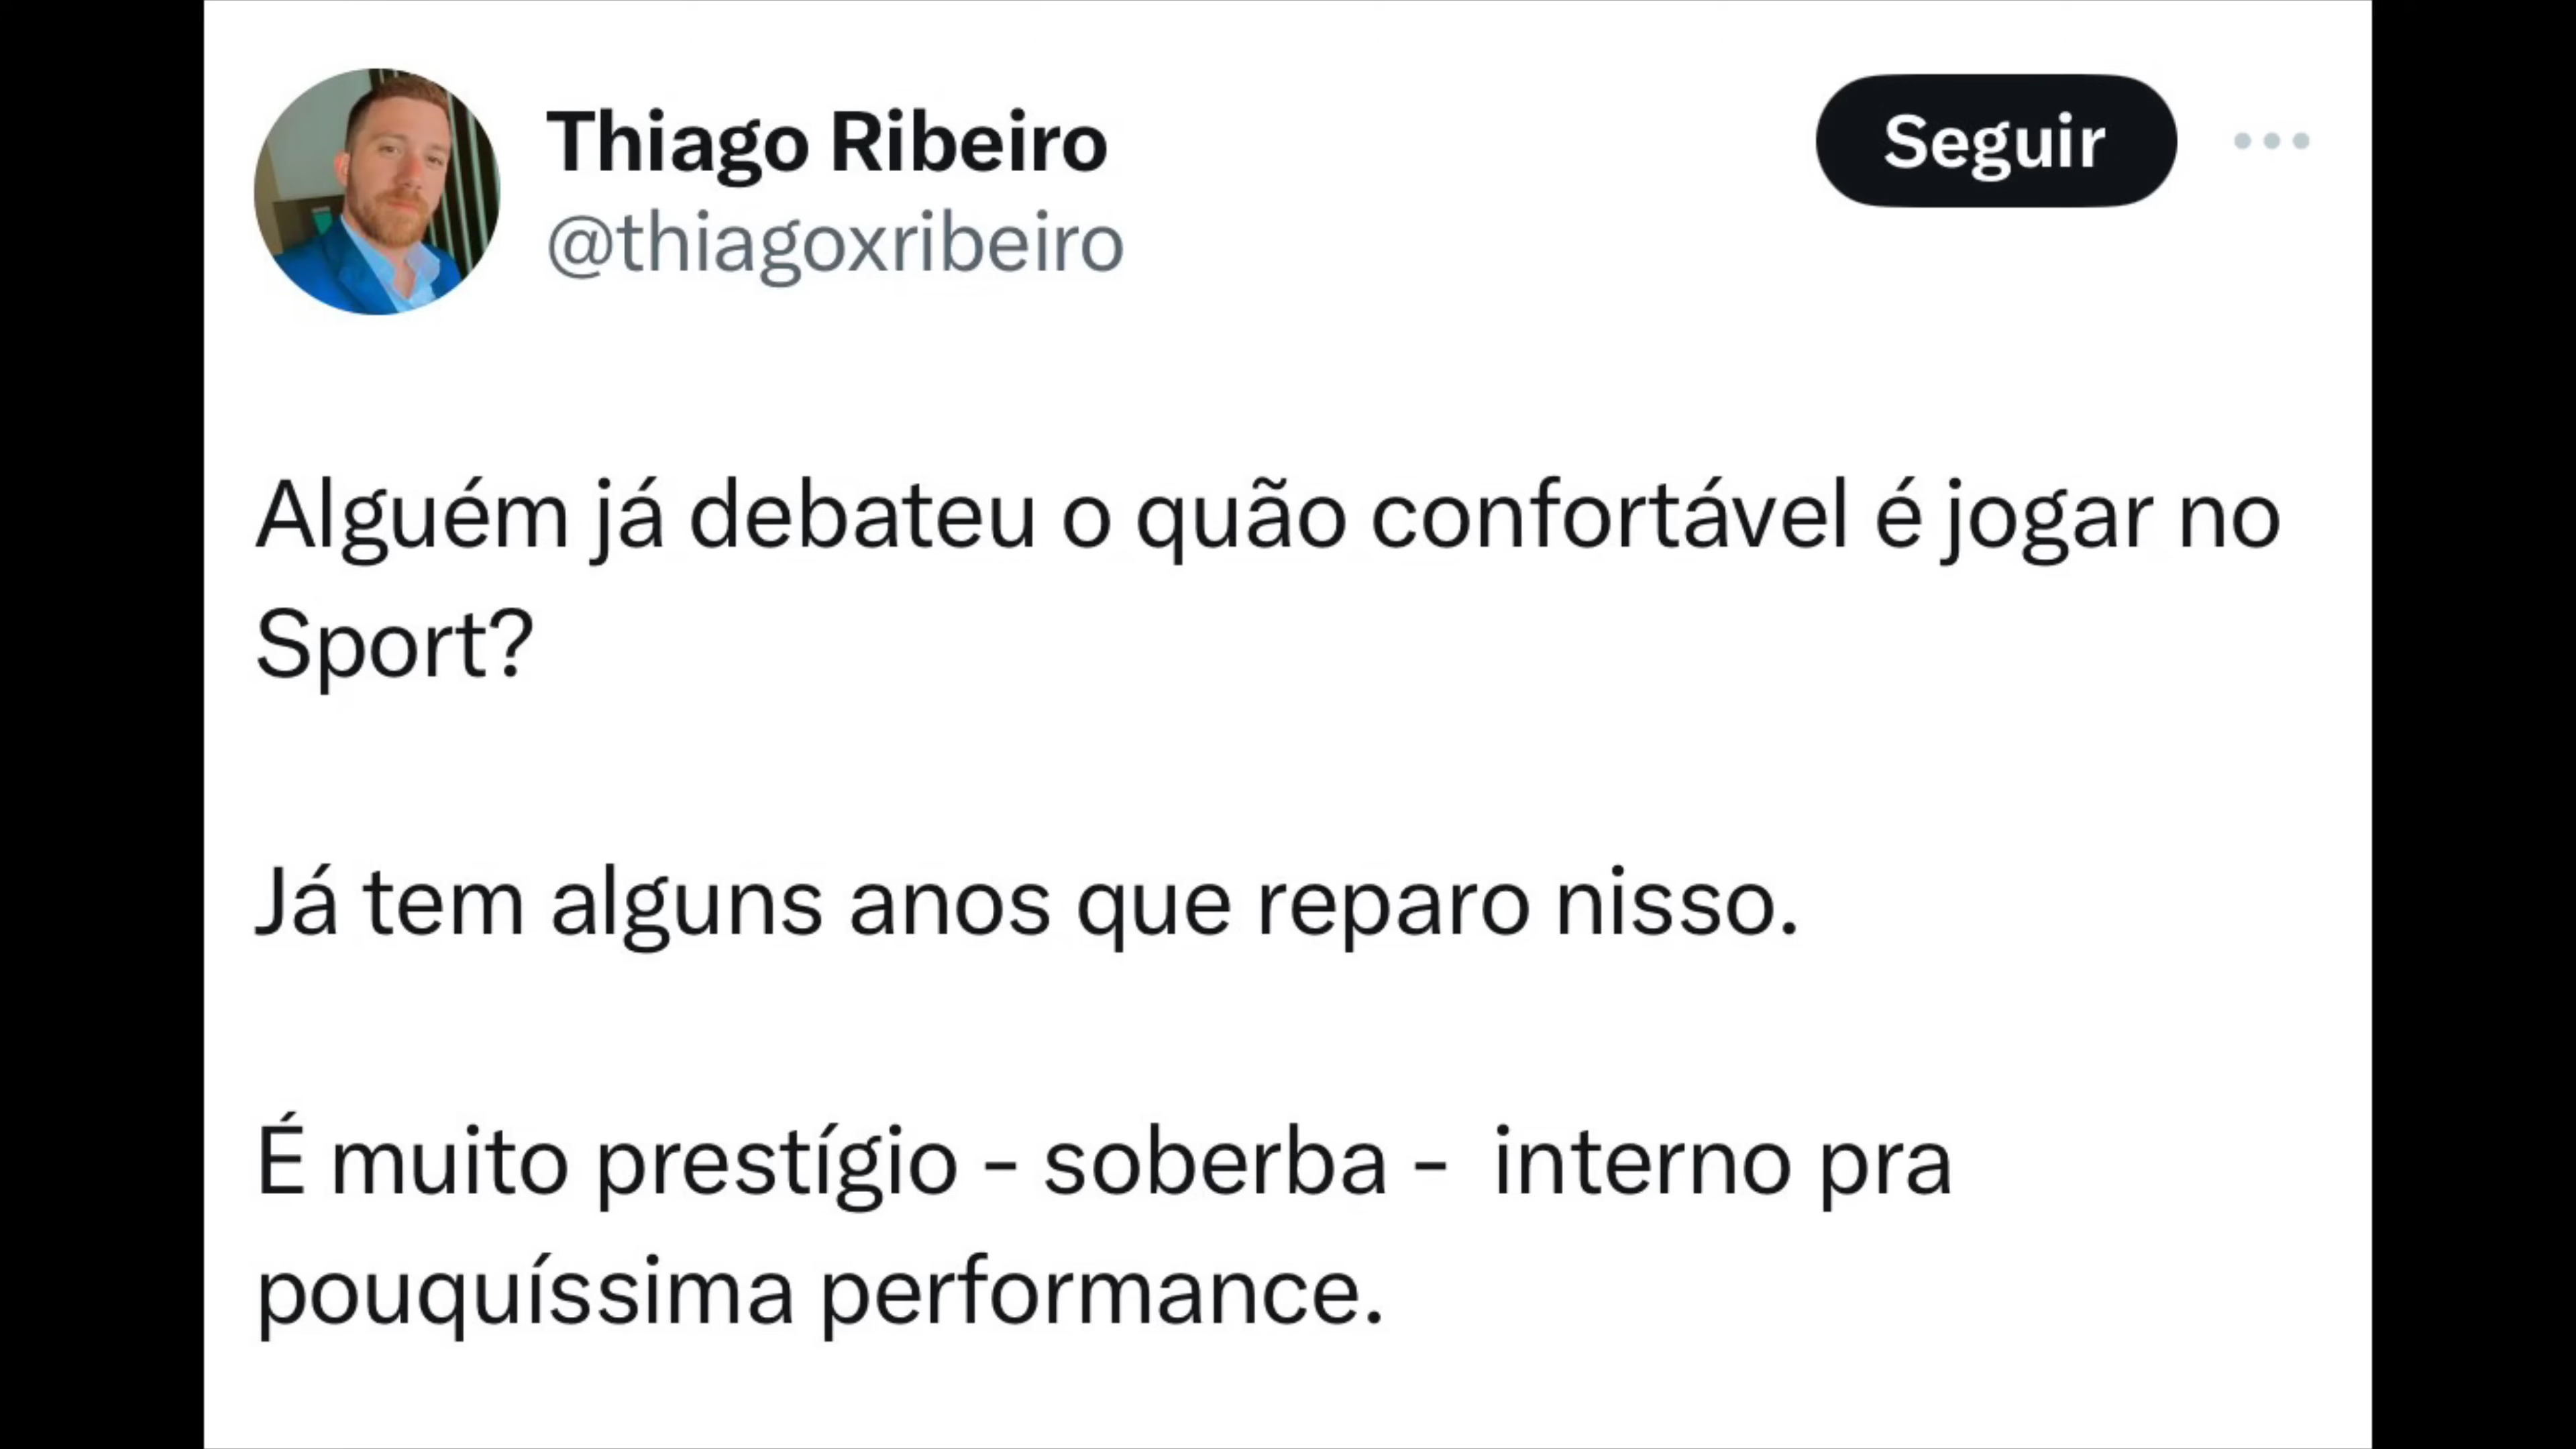 Thiago Ribeiro
@thiagoxribeiro
Seguir
Alguém já debateu o quão confortável é jogar no
Sport?
Já tem alguns anos que reparo nisso.
É muito prestígio - soberba -  interno pra
pouquíssima performance.